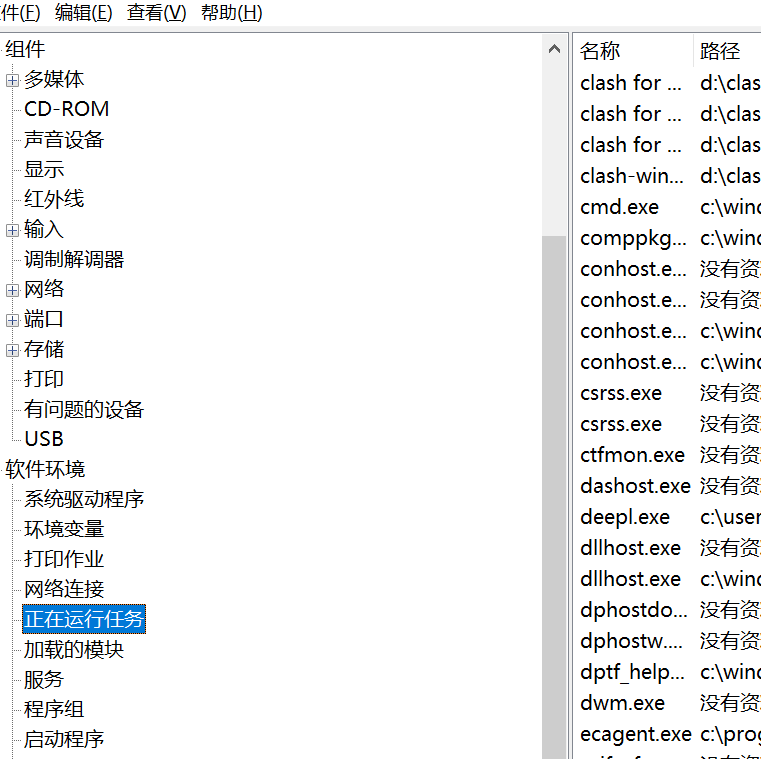 件(F) 编辑(E) 查看(V) 帮助(H)
组件
多媒体
CD-ROM
声音设备
显示
红外线
输入
调制解调器
网络
端口
存储
打印
有问题的设备
USB
软件环境
系统驱动程序
环境变量
打印作业
网络连接
正在运行任务
加载的模块
服务
程序组
启动程序
名称 路径
clash for ... d:\clas
clash for ... d:\clas
clash for ... d:\clas
clash-win... d:\clas
cmd.exe c:\wind
comppkg... c:\wind
conhost.e... 没有资
conhost.e... 没有资
conhost.e... c:\wind
conhost.e... c:\wind
csrss.exe 没有资
csrss.exe 没有资
ctfmon.exe 没有资
dashost.exe 没有资
deepl.exe c:\user
dllhost.exe 没有资
dllhost.exe c:\wind
dphostdo... 没有资
dphostw.... 没有资
dptf_help... c:\wind
dwm.exe 没有资
ecagent.exe c:\prog